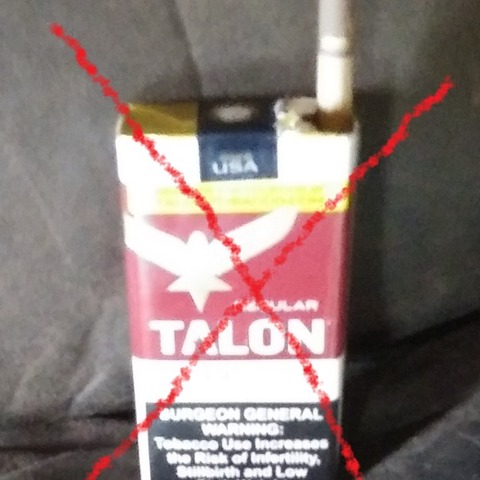 USA
REGULAR
TALON
SURGEON GENERAL
WARNING:
Tobacco Use Increases
the Risk of Infertility,
Stillbirth and Low